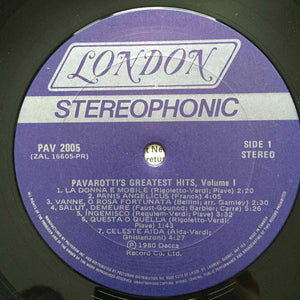 LONDON
STEREOPHONIC
PAV 2005
(ZAL 16605-PR)
SIDE 1
STEREO
PAVAROTTI'S GREATEST HITS, Volume I
1. LA DONNA E MOBILE (Rigoletto-Verdi; Piave) 2:20
2. PANIS ANGELICUS (Franck) 4:05
3. VANNE, O ROSA FORTUNATA (Bellini; arr. Gamley) 2:30
4. SALUT, DEMEURE (Faust-Gounod; Barbier, Carré) 5:26
5. INGEMISCO (Requiem-Verdi; Piave) 3:33
6. QUESTA O QUELLA (Rigoletto-Verdi;
Piave) 1:43
7. CELESTE AIDA (Aida-Verdi;
Ghislanzoni) 4:27
℗ 1980 Decca
Record Co. Ltd.